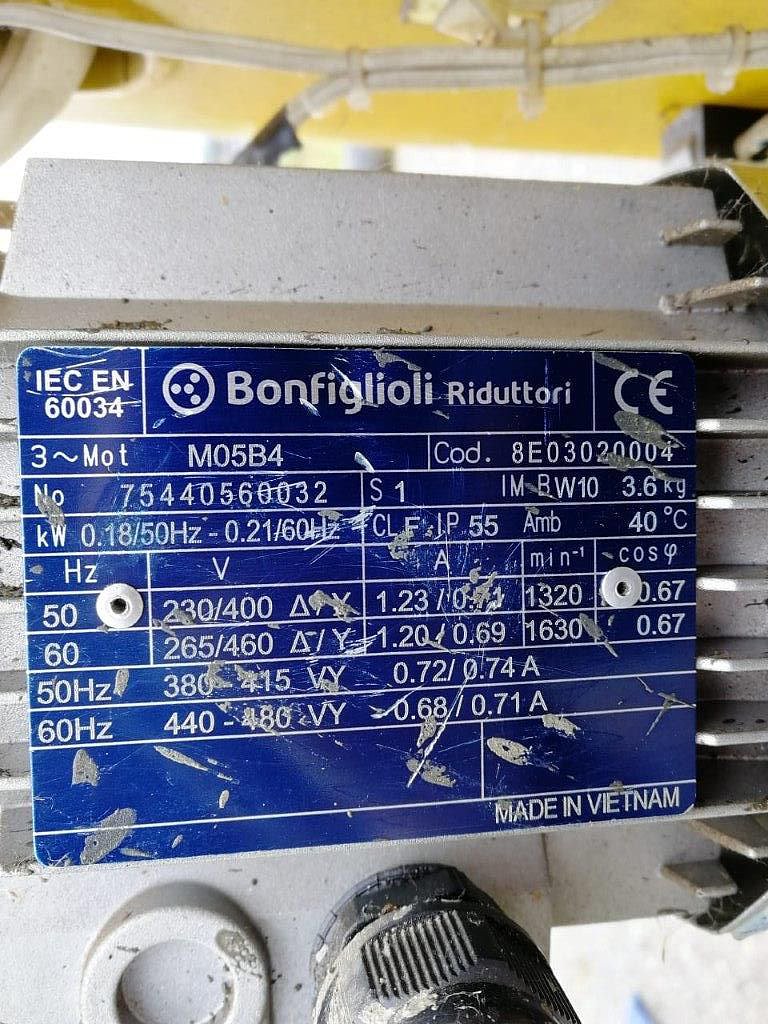 IEC EN
60034
Bonfiglioli Riduttori
CE
3~Mot M05B4 Cod. 8E03020004
No 75440560032 S 1 IM B W10 3.6 kg
kW 0.18/50Hz - 0.21/60Hz CL F IP 55 Amb 40 °C
Hz V A min⁻¹ cosφ
50 230/400 Δ/Y 1.23 / 0.71 1320 0.67
60 265/460 Δ/Y 1.20 / 0.69 1630 0.67
50Hz 380 - 415 VY 0.72/ 0.74 A
60Hz 440 - 480 VY 0.68 / 0.71 A
MADE IN VIETNAM